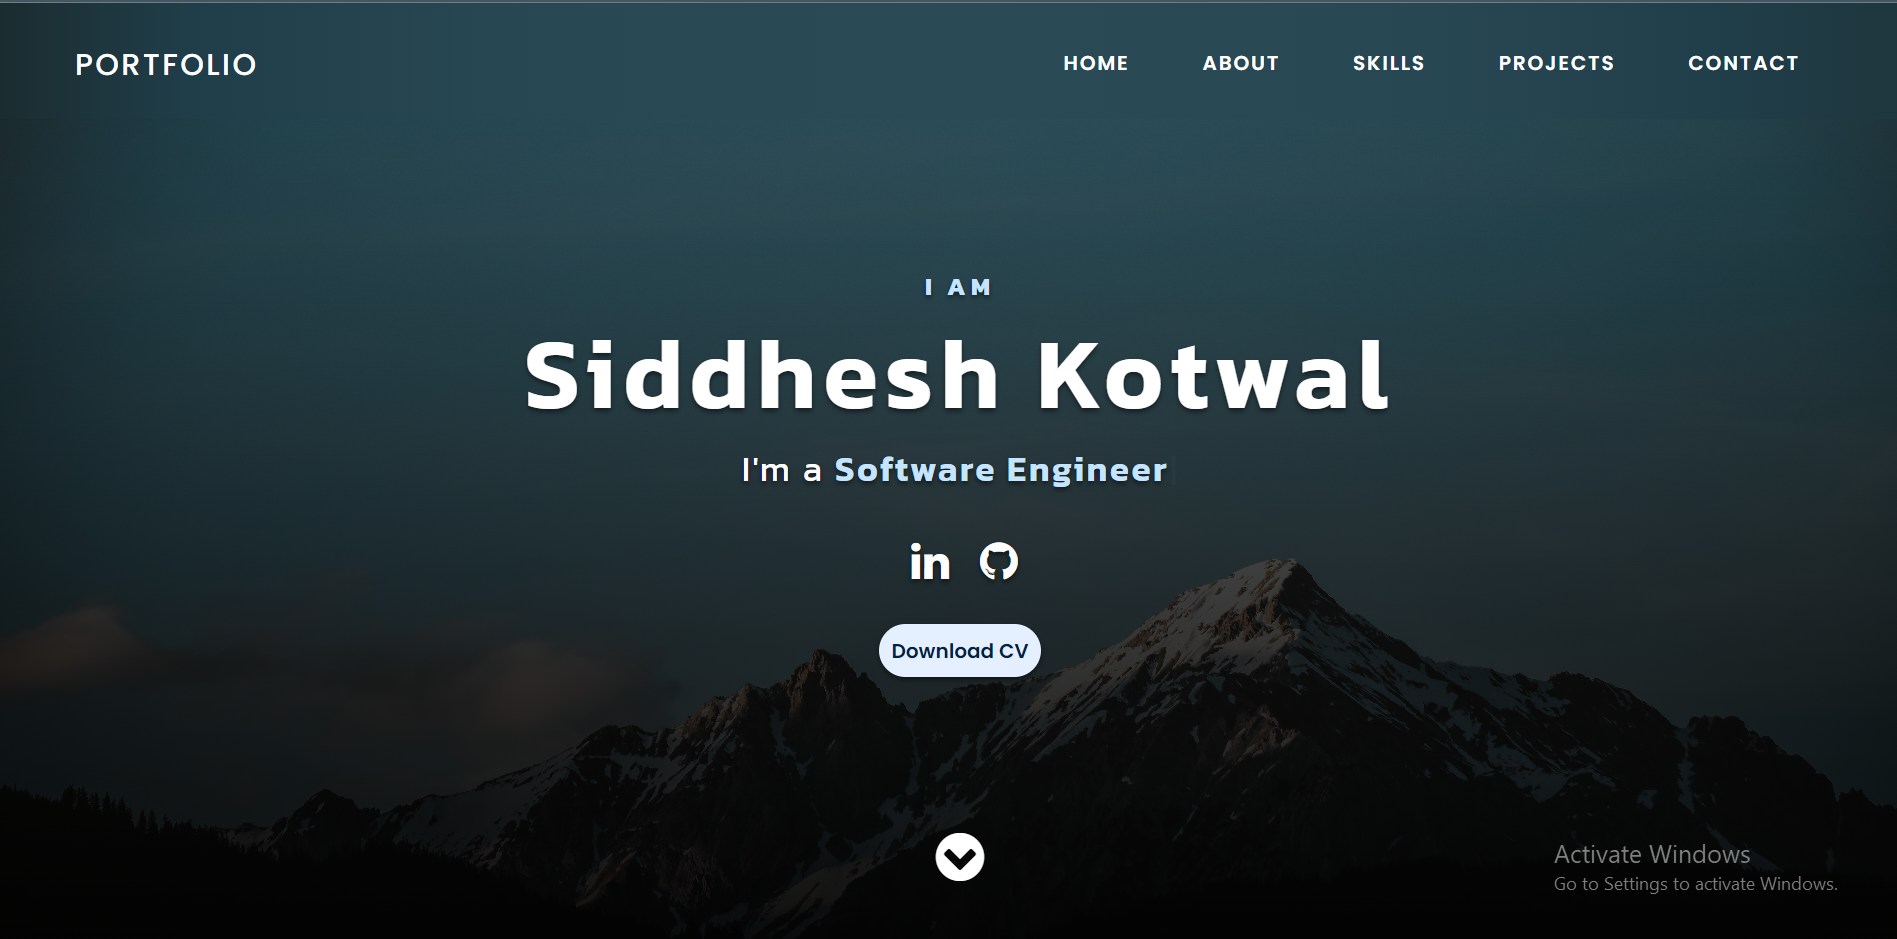 PORTFOLIO
HOME ABOUT SKILLS PROJECTS CONTACT
I AM
Siddhesh Kotwal
I'm a Software Engineer
in
Download CV
Activate Windows
Go to Settings to activate Windows.